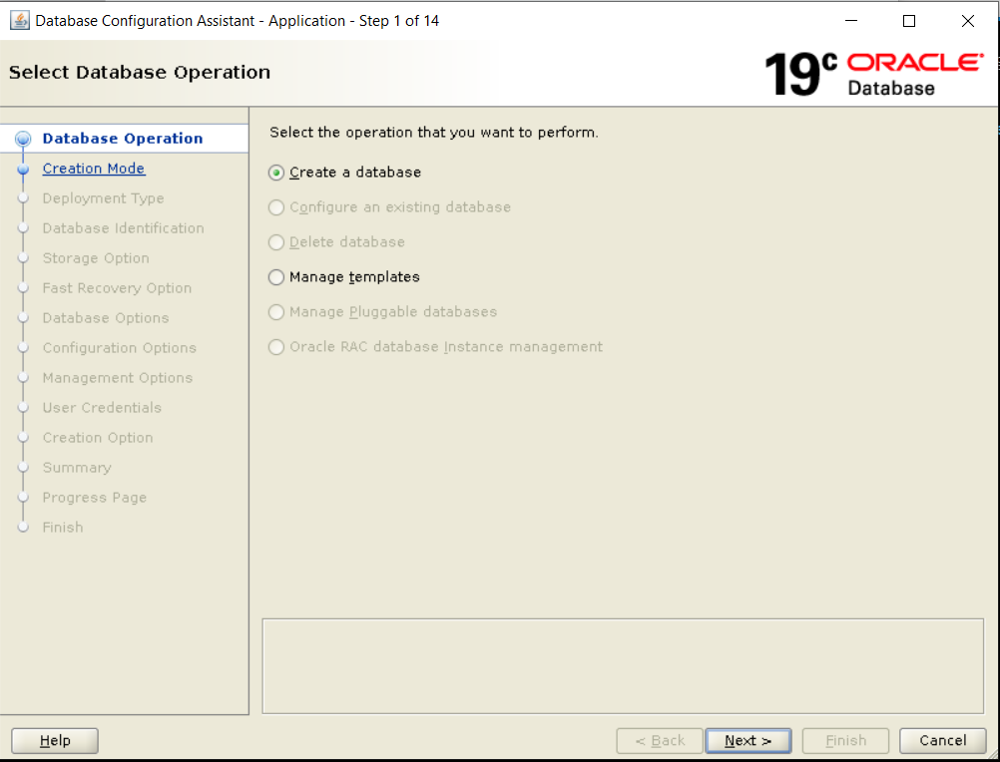 Database Configuration Assistant - Application - Step 1 of 14
Select Database Operation
19c ORACLE
Database
Database Operation
Creation Mode
Deployment Type
Database Identification
Storage Option
Fast Recovery Option
Database Options
Configuration Options
Management Options
User Credentials
Creation Option
Summary
Progress Page
Finish
Select the operation that you want to perform.
Create a database
Configure an existing database
Delete database
Manage templates
Manage Pluggable databases
Oracle RAC database Instance management
Help
< Back
Next >
Finish
Cancel